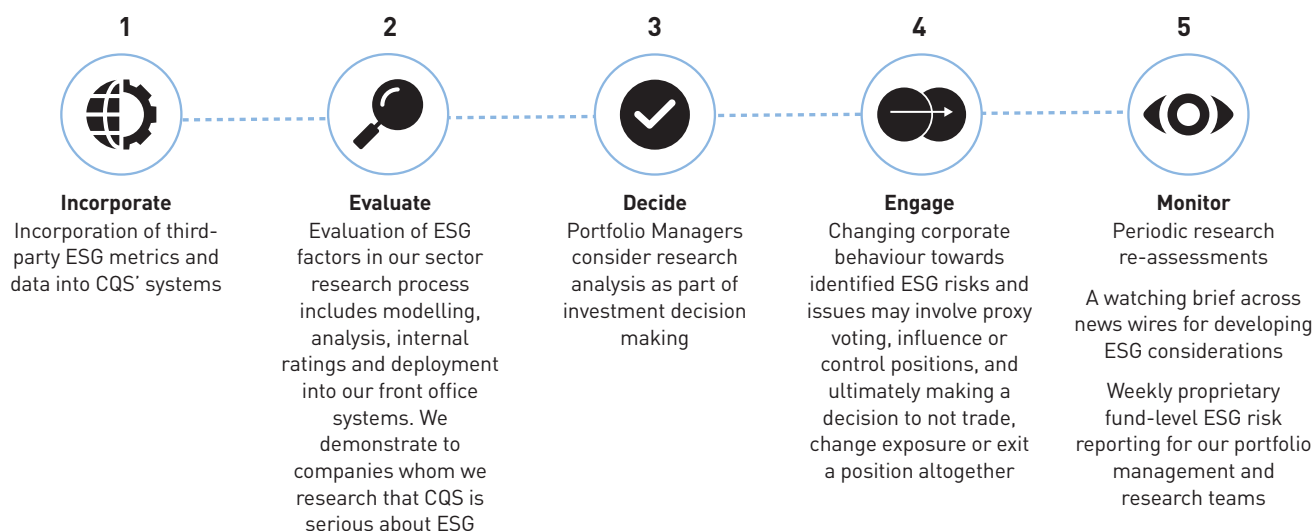 1
Incorporate
Incorporation of third-
party ESG metrics and
data into CQS’ systems
2
Evaluate
Evaluation of ESG
factors in our sector
research process
includes modelling,
analysis, internal
ratings and deployment
into our front office
systems. We
demonstrate to
companies whom we
research that CQS is
serious about ESG
3
Decide
Portfolio Managers
consider research
analysis as part of
investment decision
making
4
Engage
Changing corporate
behaviour towards
identified ESG risks and
issues may involve proxy
voting, influence or
control positions, and
ultimately making a
decision to not trade,
change exposure or exit
a position altogether
5
Monitor
Periodic research
re-assessments
A watching brief across
news wires for developing
ESG considerations
Weekly proprietary
fund-level ESG risk
reporting for our portfolio
management and
research teams